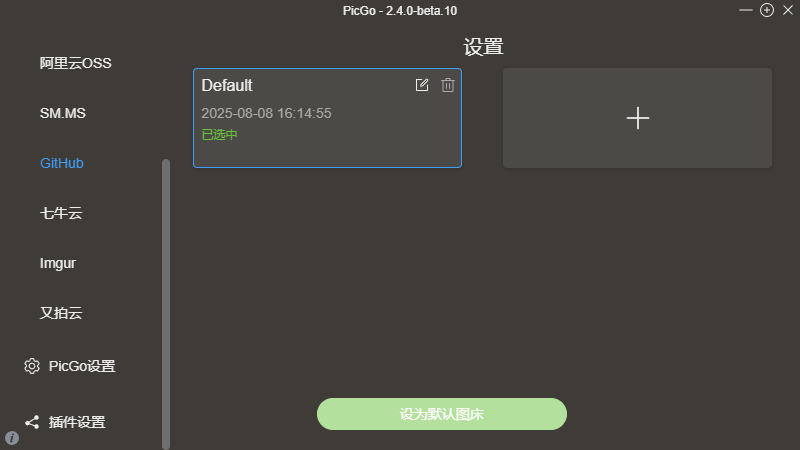 PicGo - 2.4.0-beta.10
阿里云OSS
SM.MS
GitHub
七牛云
Imgur
又拍云
PicGo设置
插件设置
设置
Default
2025-08-08 16:14:55
已选中
设为默认图床